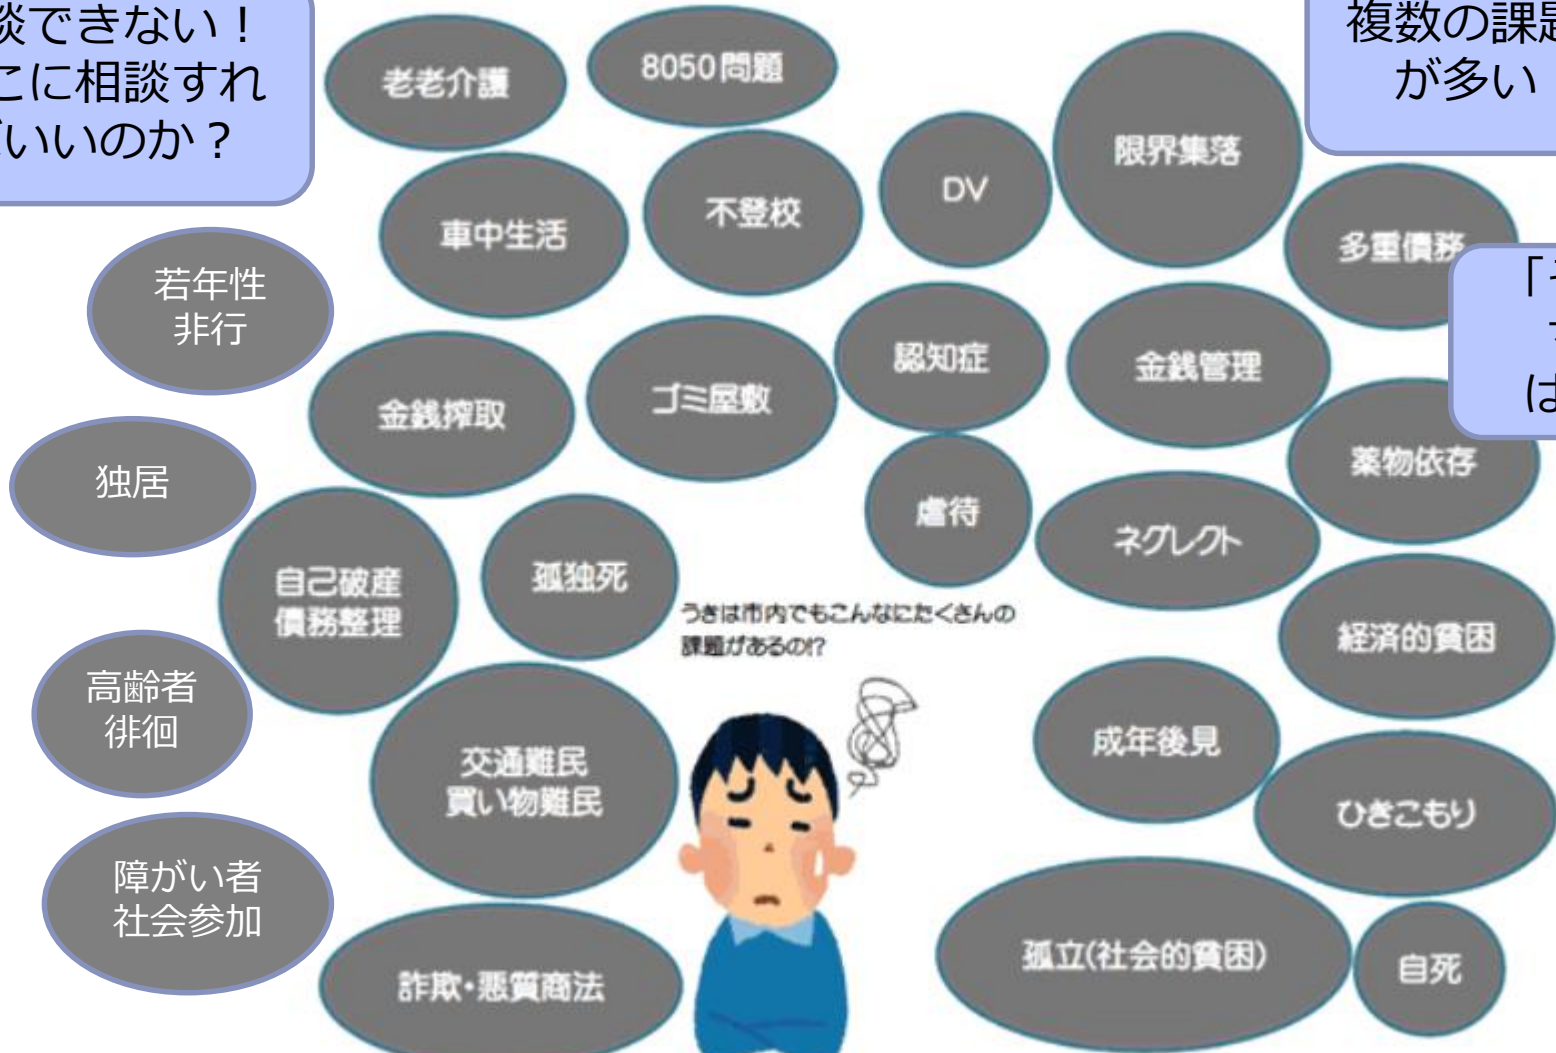 談できない！
こに相談すれ
ばいいのか？
複数の課題
が多い
老老介護
8050問題
限界集落
DV
不登校
車中生活
多重債務
「そ
は
若年性
非行
認知症
金銭管理
ゴミ屋敷
金銭搾取
薬物依存
独居
虐待
ネグレクト
孤独死
自己破産
債務整理
うきは市内でもこんなにたくさんの
課題があるの!?
経済的貧困
高齢者
徘徊
成年後見
交通難民
買い物難民
ひきこもり
障がい者
社会参加
孤立(社会的貧困)
自死
詐欺・悪質商法